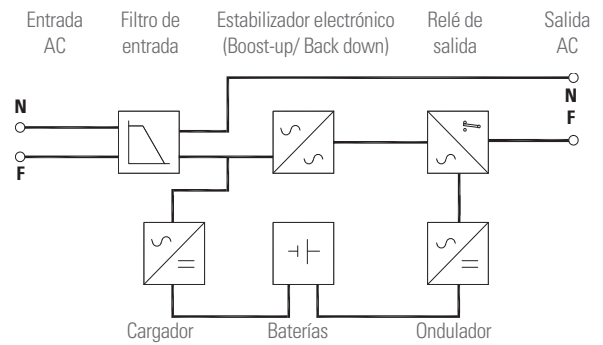 Entrada
AC
Filtro de
entrada
Estabilizador electrónico
(Boost-up/ Back down)
Relé de
salida
Salida
AC
N
F
N
F
Cargador
Baterías
Ondulador